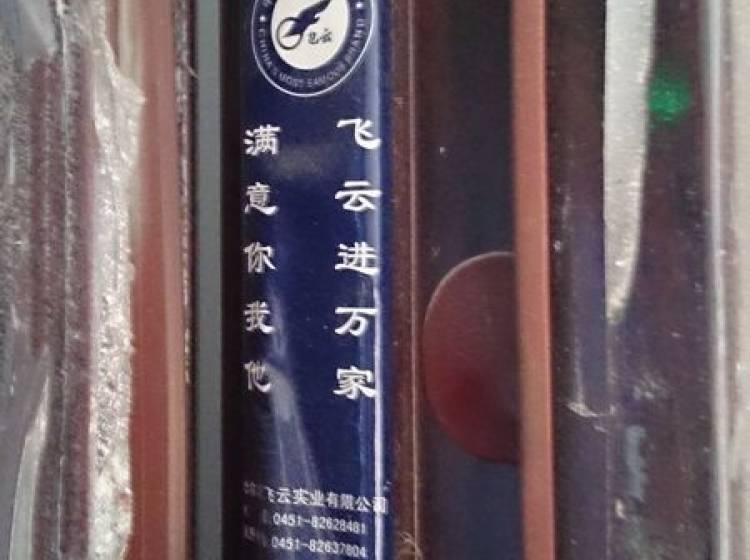 飞云
CHINA'S MOST FAMOUS BRAND
飞云进万家
满意你我他
飞云实业有限公司
0451-82628481
0451-82637804